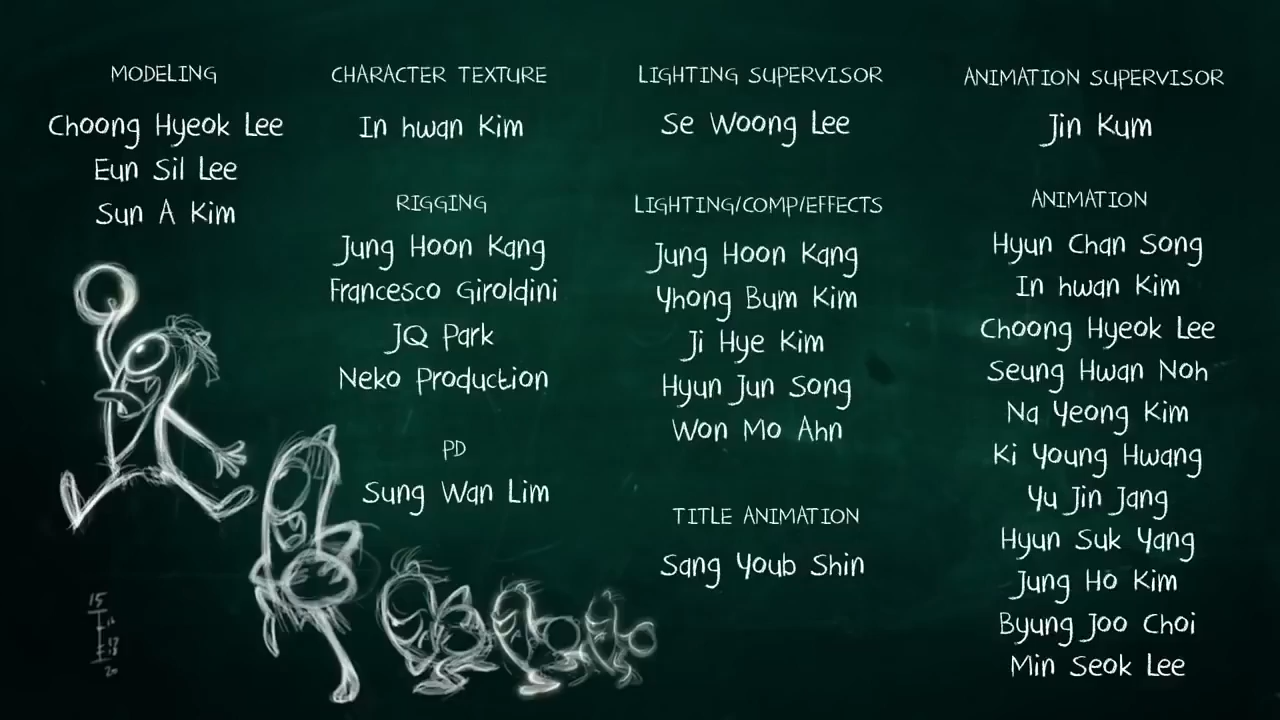 MODELING
Choong Hyeok Lee
Eun Sil Lee
Sun A Kim
CHARACTER TEXTURE
In hwan Kim
RIGGING
Jung Hoon Kang
Francesco Giroldini
JQ Park
Neko Production
PD
Sung Wan Lim
LIGHTING SUPERVISOR
Se Woong Lee
LIGHTING/COMP/EFFECTS
Jung Hoon Kang
Yhong Bum Kim
Ji Hye Kim
Hyun Jun Song
Won Mo Ahn
TITLE ANIMATION
Sang Youb Shin
ANIMATION SUPERVISOR
Jin Kum
ANIMATION
Hyun Chan Song
In hwan Kim
Choong Hyeok Lee
Seung Hwan Noh
Na Yeong Kim
Ki Young Hwang
Yu Jin Jang
Hyun Suk Yang
Jung Ho Kim
Byung Joo Choi
Min Seok Lee
15
20